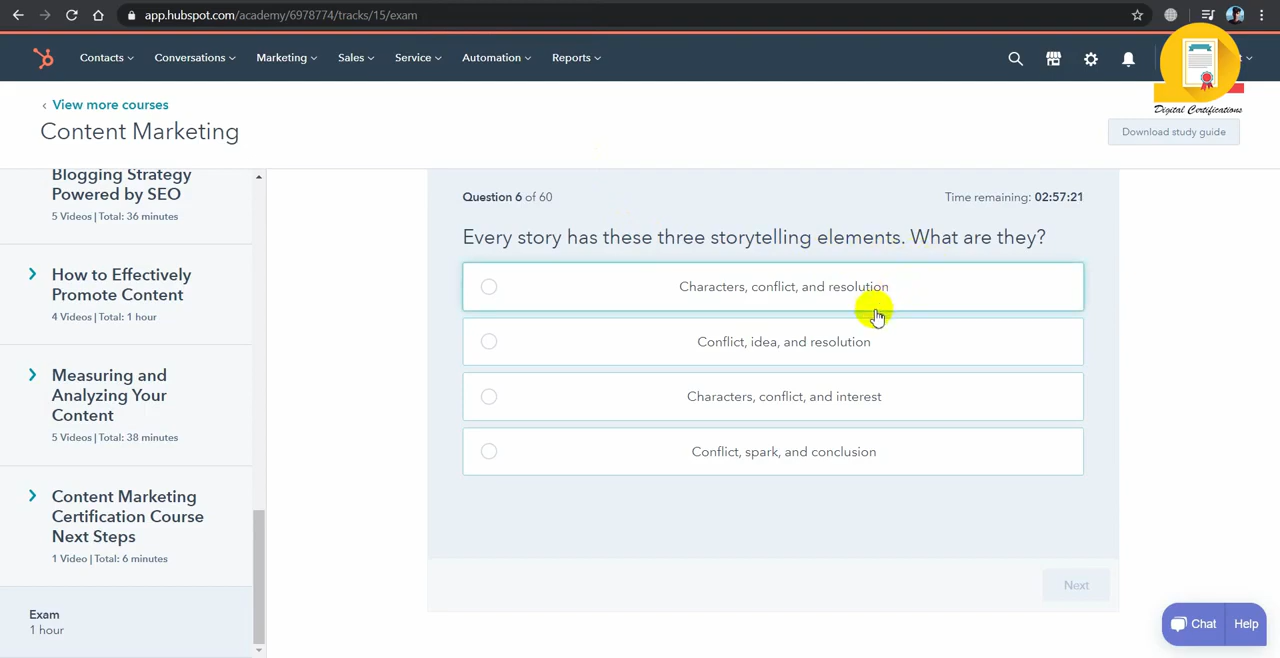 app.hubspot.com/academy/6978774/tracks/15/exam
Contacts
Conversations
Marketing
Sales
Service
Automation
Reports
Digital Certifications
‹ View more courses
Content Marketing
Download study guide
Blogging Strategy
Powered by SEO
5 Videos | Total: 36 minutes
How to Effectively
Promote Content
4 Videos | Total: 1 hour
Measuring and
Analyzing Your
Content
5 Videos | Total: 38 minutes
Content Marketing
Certification Course
Next Steps
1 Video | Total: 6 minutes
Exam
1 hour
Question 6 of 60
Time remaining: 02:57:21
Every story has these three storytelling elements. What are they?
Characters, conflict, and resolution
Conflict, idea, and resolution
Characters, conflict, and interest
Conflict, spark, and conclusion
Next
Chat
Help